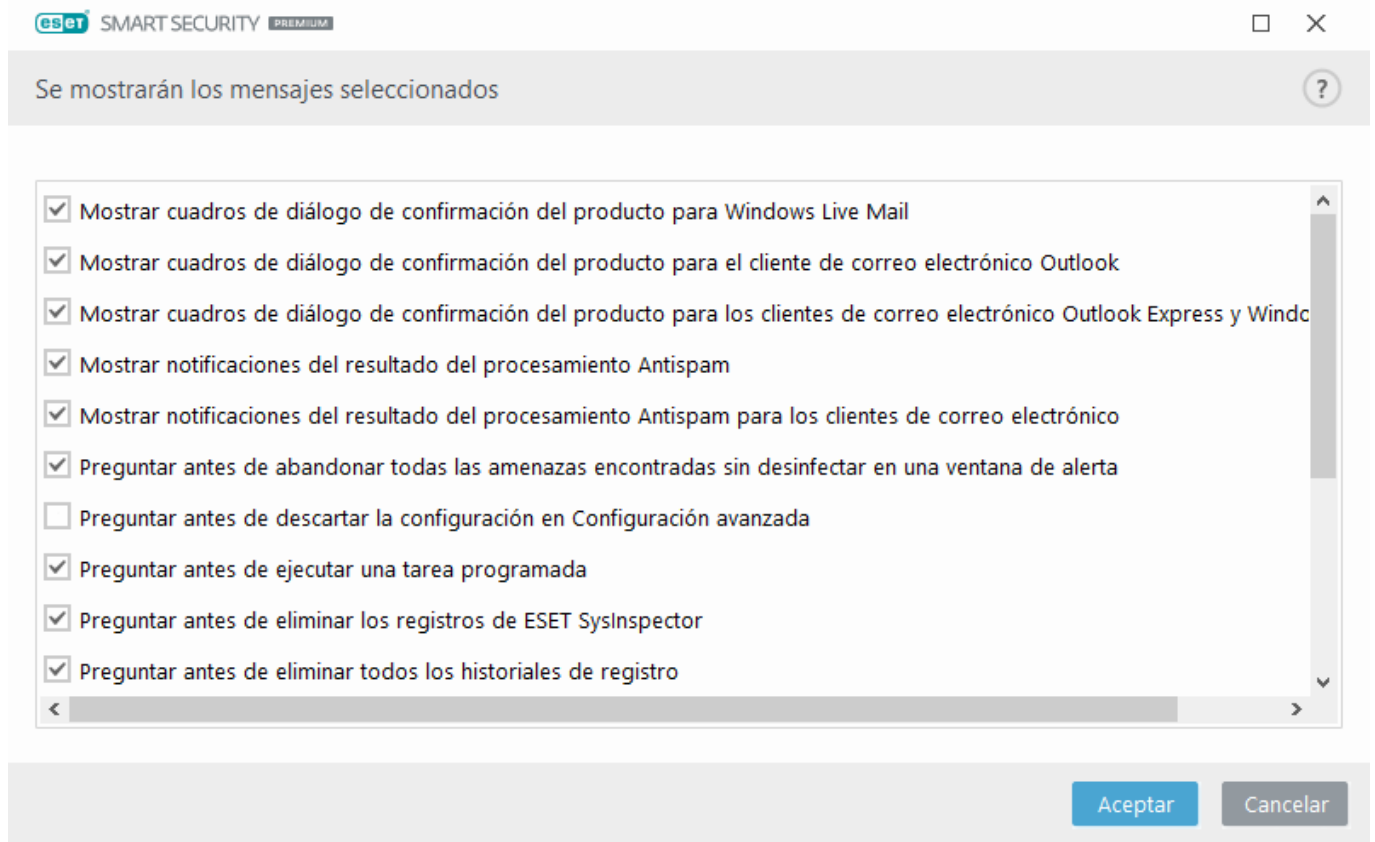 eset SMART SECURITY PREMIUM
Se mostrarán los mensajes seleccionados
?
Mostrar cuadros de diálogo de confirmación del producto para Windows Live Mail
Mostrar cuadros de diálogo de confirmación del producto para el cliente de correo electrónico Outlook
Mostrar cuadros de diálogo de confirmación del producto para los clientes de correo electrónico Outlook Express y Windo
Mostrar notificaciones del resultado del procesamiento Antispam
Mostrar notificaciones del resultado del procesamiento Antispam para los clientes de correo electrónico
Preguntar antes de abandonar todas las amenazas encontradas sin desinfectar en una ventana de alerta
Preguntar antes de descartar la configuración en Configuración avanzada
Preguntar antes de ejecutar una tarea programada
Preguntar antes de eliminar los registros de ESET SysInspector
Preguntar antes de eliminar todos los historiales de registro
Aceptar Cancelar